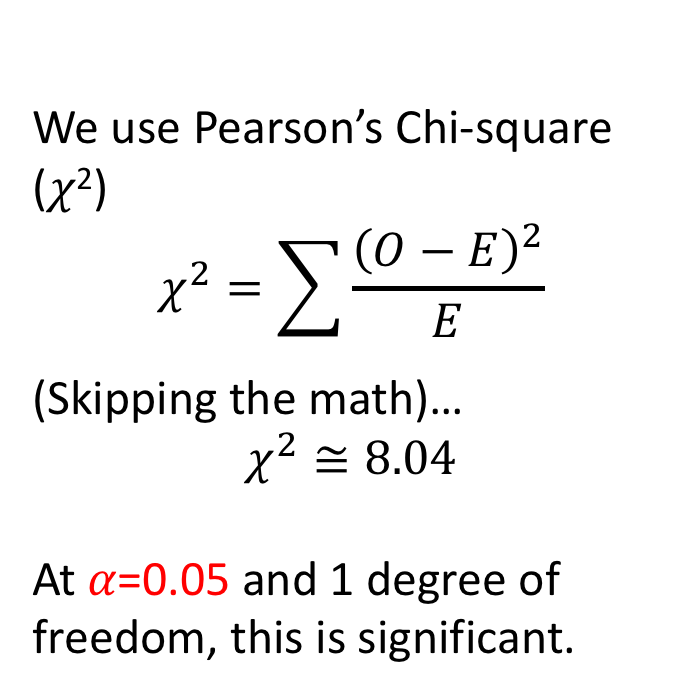 We use Pearson’s Chi-square
(χ²)
χ² = ∑ (O − E)² / E
(Skipping the math)…
χ² ≅ 8.04
At α=0.05 and 1 degree of
freedom, this is significant.